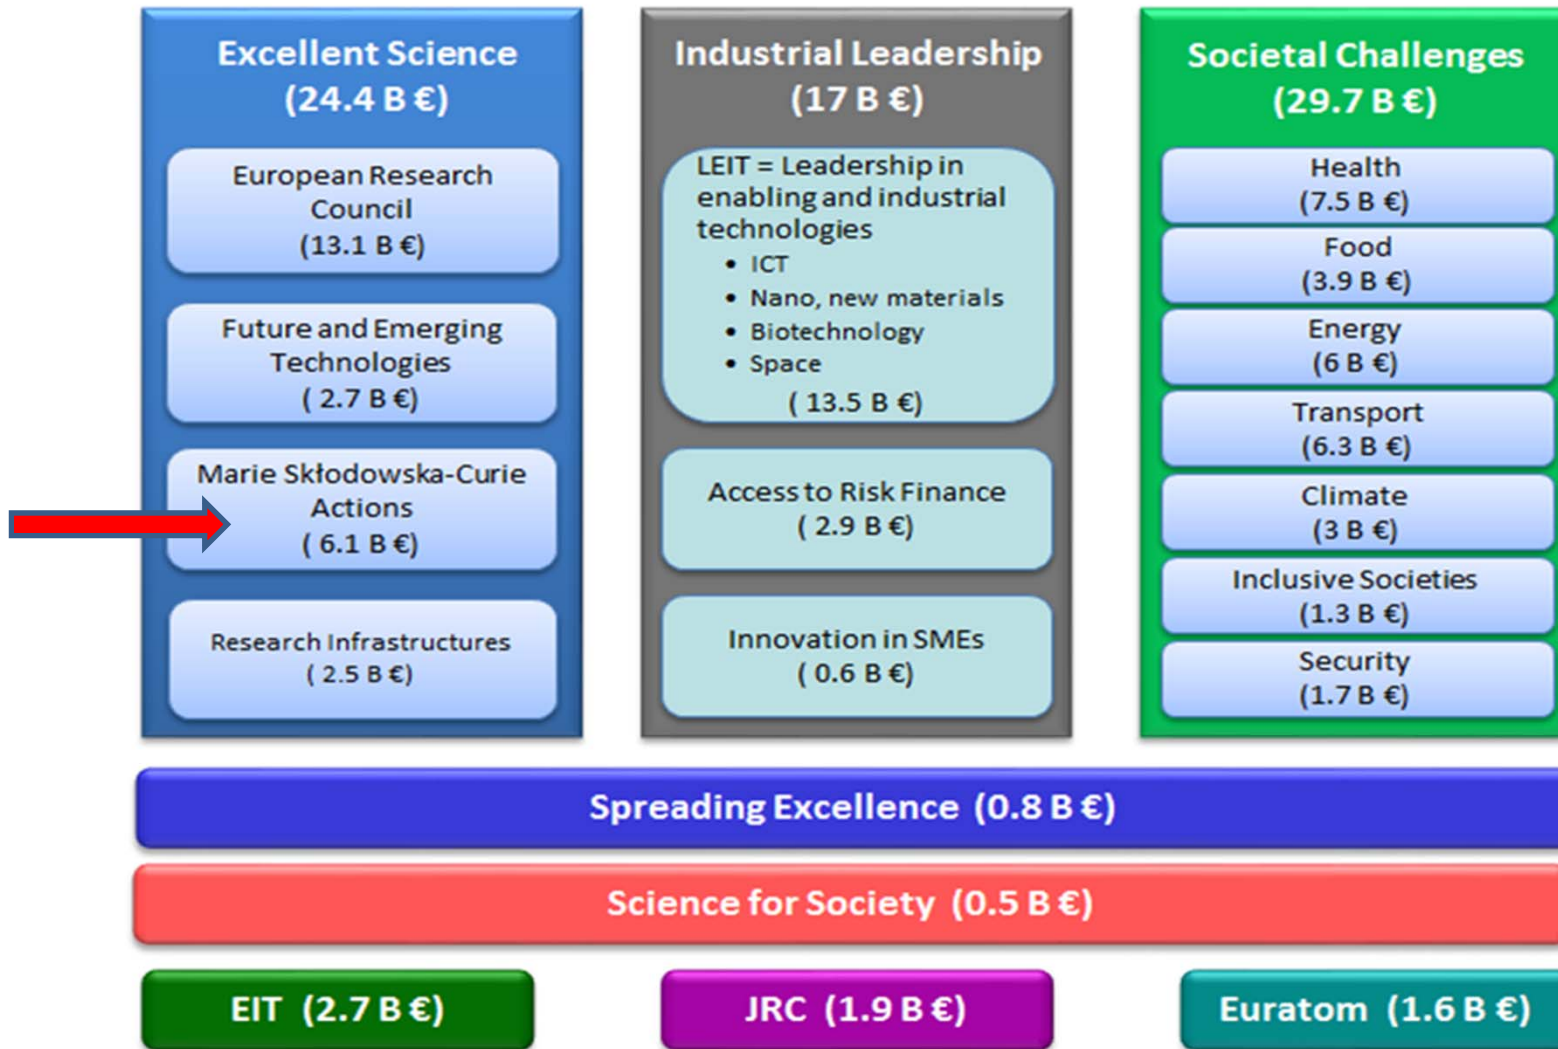 Excellent Science
(24.4 B €)
European Research
Council
(13.1 B €)
Future and Emerging
Technologies
( 2.7 B €)
Marie Skłodowska-Curie
Actions
( 6.1 B €)
Research Infrastructures
( 2.5 B €)
Industrial Leadership
(17 B €)
LEIT = Leadership in
enabling and industrial
technologies
• ICT
• Nano, new materials
• Biotechnology
• Space
( 13.5 B €)
Access to Risk Finance
( 2.9 B €)
Innovation in SMEs
( 0.6 B €)
Societal Challenges
(29.7 B €)
Health
(7.5 B €)
Food
(3.9 B €)
Energy
(6 B €)
Transport
(6.3 B €)
Climate
(3 B €)
Inclusive Societies
(1.3 B €)
Security
(1.7 B €)
Spreading Excellence (0.8 B €)
Science for Society (0.5 B €)
EIT (2.7 B €)
JRC (1.9 B €)
Euratom (1.6 B €)